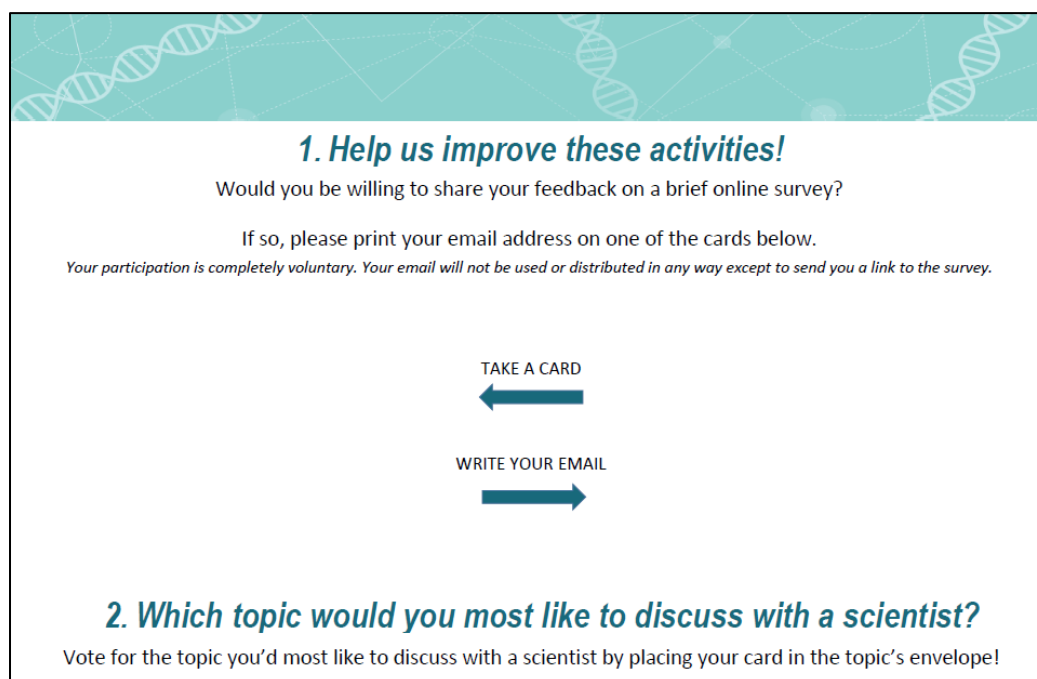 1. Help us improve these activities!
Would you be willing to share your feedback on a brief online survey?
If so, please print your email address on one of the cards below.
Your participation is completely voluntary. Your email will not be used or distributed in any way except to send you a link to the survey.
TAKE A CARD
WRITE YOUR EMAIL
2. Which topic would you most like to discuss with a scientist?
Vote for the topic you’d most like to discuss with a scientist by placing your card in the topic’s envelope!